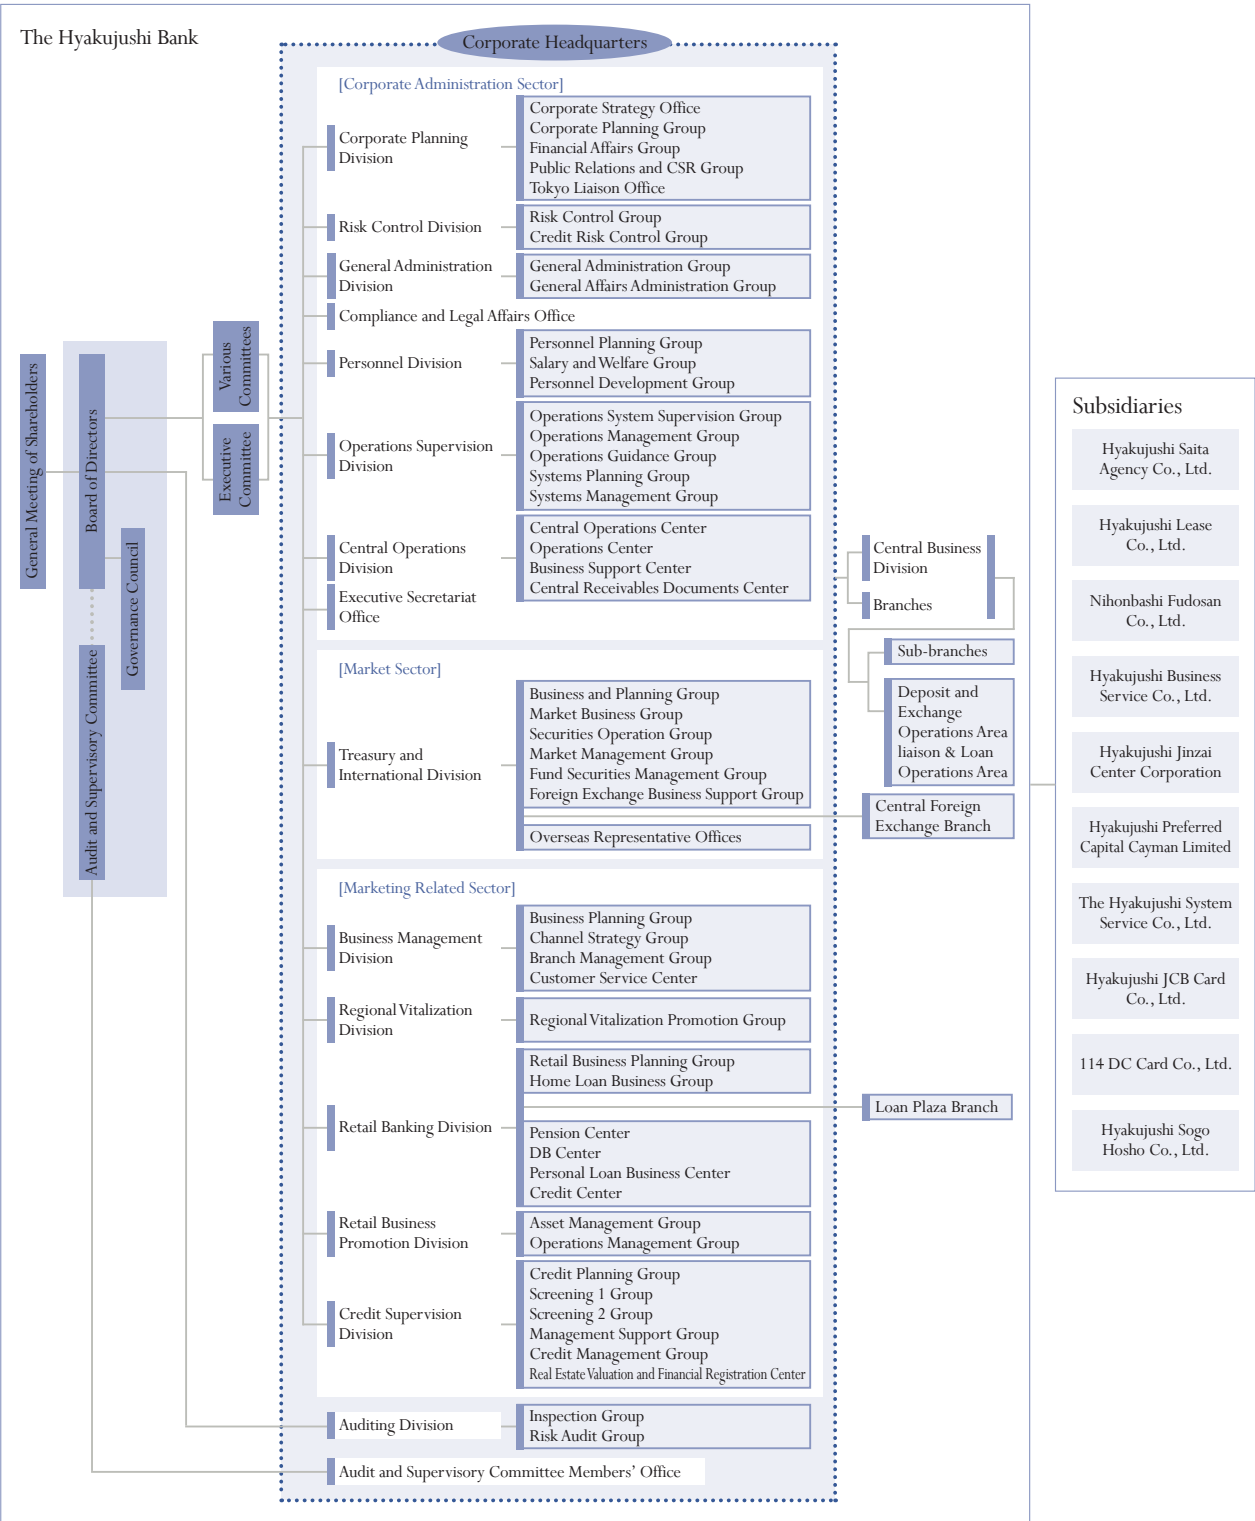 The Hyakujushi Bank
Corporate Headquarters
General Meeting of Shareholders
Board of Directors
Governance Council
Audit and Supervisory Committee
Various
Committees
Executive
Committee
[Corporate Administration Sector]
Corporate Planning
Division
Corporate Strategy Office
Corporate Planning Group
Financial Affairs Group
Public Relations and CSR Group
Tokyo Liaison Office
Risk Control Division
Risk Control Group
Credit Risk Control Group
General Administration
Division
General Administration Group
General Affairs Administration Group
Compliance and Legal Affairs Office
Personnel Division
Personnel Planning Group
Salary and Welfare Group
Personnel Development Group
Operations Supervision
Division
Operations System Supervision Group
Operations Management Group
Operations Guidance Group
Systems Planning Group
Systems Management Group
Central Operations
Division
Central Operations Center
Operations Center
Business Support Center
Central Receivables Documents Center
Executive Secretariat
Office
[Market Sector]
Treasury and
International Division
Business and Planning Group
Market Business Group
Securities Operation Group
Market Management Group
Fund Securities Management Group
Foreign Exchange Business Support Group
Overseas Representative Offices
[Marketing Related Sector]
Business Management
Division
Business Planning Group
Channel Strategy Group
Branch Management Group
Customer Service Center
Regional Vitalization
Division
Regional Vitalization Promotion Group
Retail Banking Division
Retail Business Planning Group
Home Loan Business Group
Pension Center
DB Center
Personal Loan Business Center
Credit Center
Retail Business
Promotion Division
Asset Management Group
Operations Management Group
Credit Supervision
Division
Credit Planning Group
Screening 1 Group
Screening 2 Group
Management Support Group
Credit Management Group
Real Estate Valuation and Financial Registration Center
Auditing Division
Inspection Group
Risk Audit Group
Audit and Supervisory Committee Members’ Office
Central Business
Division
Branches
Sub-branches
Deposit and
Exchange
Operations Area
liaison & Loan
Operations Area
Central Foreign
Exchange Branch
Loan Plaza Branch
Subsidiaries
Hyakujushi Saita
Agency Co., Ltd.
Hyakujushi Lease
Co., Ltd.
Nihonbashi Fudosan
Co., Ltd.
Hyakujushi Business
Service Co., Ltd.
Hyakujushi Jinzai
Center Corporation
Hyakujushi Preferred
Capital Cayman Limited
The Hyakujushi System
Service Co., Ltd.
Hyakujushi JCB Card
Co., Ltd.
114 DC Card Co., Ltd.
Hyakujushi Sogo
Hosho Co., Ltd.